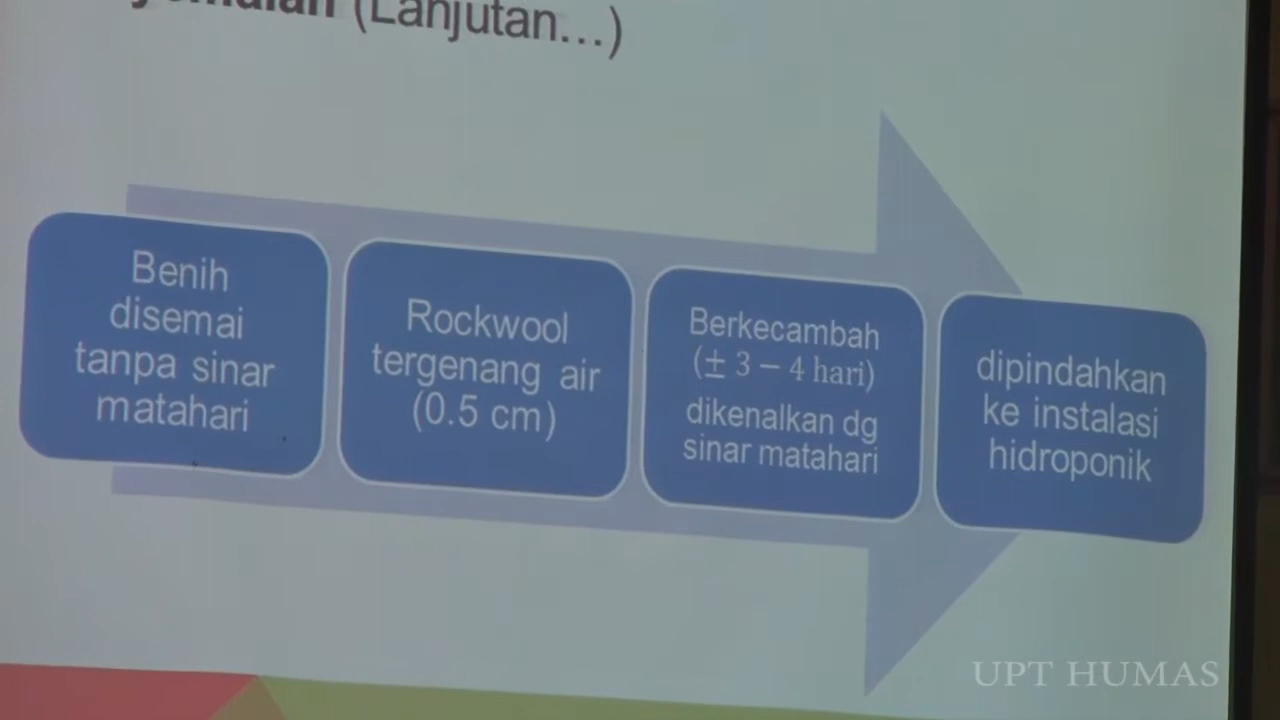 (Lanjutan...)
Benih
disemai
tanpa sinar
matahari
Rockwool
tergenang air
(0.5 cm)
Berkecambah
(± 3 – 4 hari)
dikenalkan dg
sinar matahari
dipindahkan
ke instalasi
hidroponik
UPT HUMAS